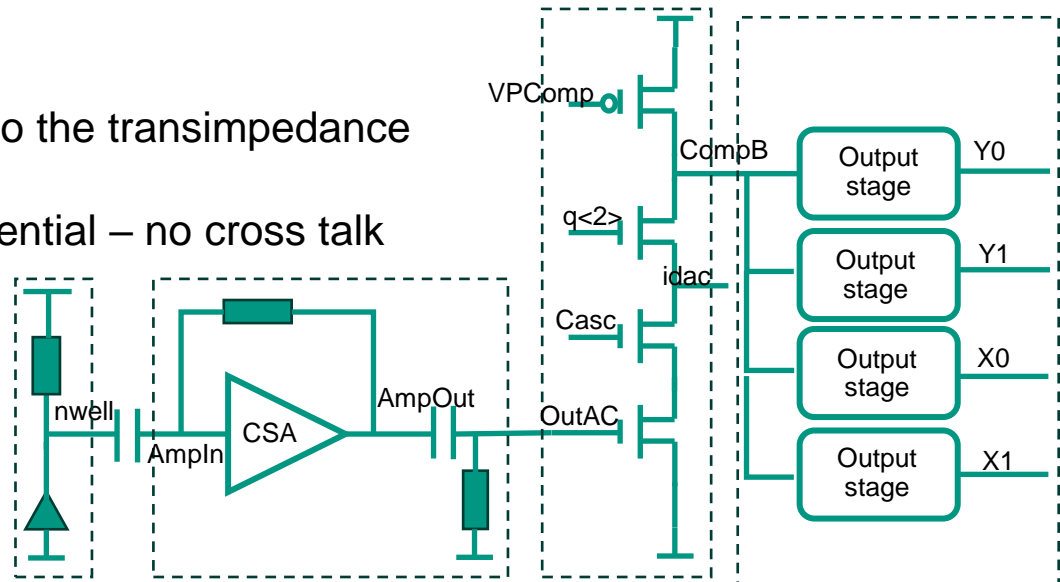 o the transimpedance
ential – no cross talk
VPComp
CompB
q<2>
idac
Casc
OutAC
nwell
AmpIn
CSA
AmpOut
Output
stage
Y0
Output
stage
Y1
Output
stage
X0
Output
stage
X1